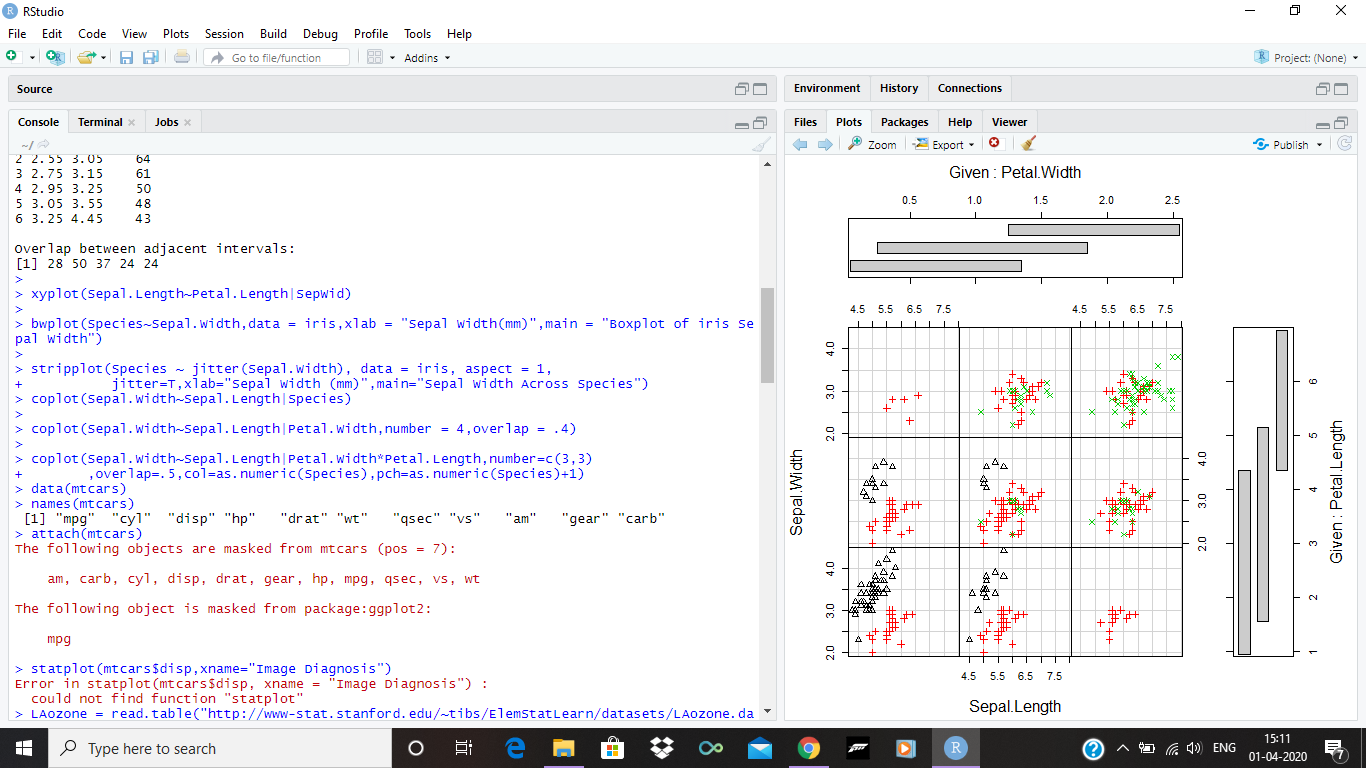 RStudio
File Edit Code View Plots Session Build Debug Profile Tools Help
Go to file/function
Addins
Project: (None)
Source
Console Terminal Jobs
~/
2 2.55 3.05 64
3 2.75 3.15 61
4 2.95 3.25 50
5 3.05 3.55 48
6 3.25 4.45 43
Overlap between adjacent intervals:
[1] 28 50 37 24 24
>
> xyplot(Sepal.Length~Petal.Length|SepWid)
>
> bwplot(Species~Sepal.Width,data = iris,xlab = "Sepal Width(mm)",main = "Boxplot of iris Se
pal Width")
>
> stripplot(Species ~ jitter(Sepal.Width), data = iris, aspect = 1,
+ jitter=T,xlab="Sepal Width (mm)",main="Sepal Width Across Species")
> coplot(Sepal.Width~Sepal.Length|Species)
>
> coplot(Sepal.Width~Sepal.Length|Petal.Width,number = 4,overlap = .4)
>
> coplot(Sepal.Width~Sepal.Length|Petal.Width*Petal.Length,number=c(3,3)
+ ,overlap=.5,col=as.numeric(Species),pch=as.numeric(Species)+1)
> data(mtcars)
> names(mtcars)
[1] "mpg" "cyl" "disp" "hp" "drat" "wt" "qsec" "vs" "am" "gear" "carb"
> attach(mtcars)
The following objects are masked from mtcars (pos = 7):
am, carb, cyl, disp, drat, gear, hp, mpg, qsec, vs, wt
The following object is masked from package:ggplot2:
mpg
> statplot(mtcars$disp,xname="Image Diagnosis")
Error in statplot(mtcars$disp, xname = "Image Diagnosis") :
could not find function "statplot"
> LAozone = read.table("http://www-stat.stanford.edu/~tibs/ElemStatLearn/datasets/LAozone.da
Environment History Connections
Files Plots Packages Help Viewer
Zoom Export Publish
Given : Petal.Width
0.5 1.0 1.5 2.0 2.5
4.5 5.5 6.5 7.5 4.5 5.5 6.5 7.5
2.0 3.0 4.0
2.0 3.0 4.0
2.0 3.0 4.0
Sepal.Width
4.5 5.5 6.5 7.5
Sepal.Length
1 2 3 4 5 6
Given : Petal.Length
Type here to search
ENG
15:11
01-04-2020
7